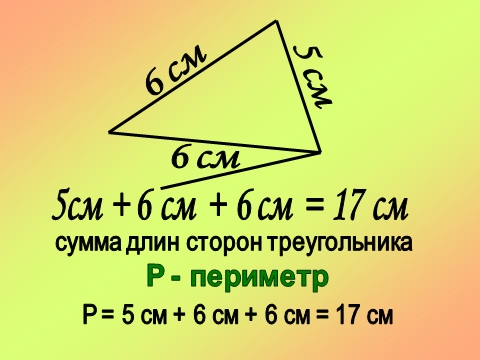 6 см
5 см
6 см
5см + 6 см + 6 см = 17 см
сумма длин сторон треугольника
Р - периметр
Р = 5 см + 6 см + 6 см = 17 см